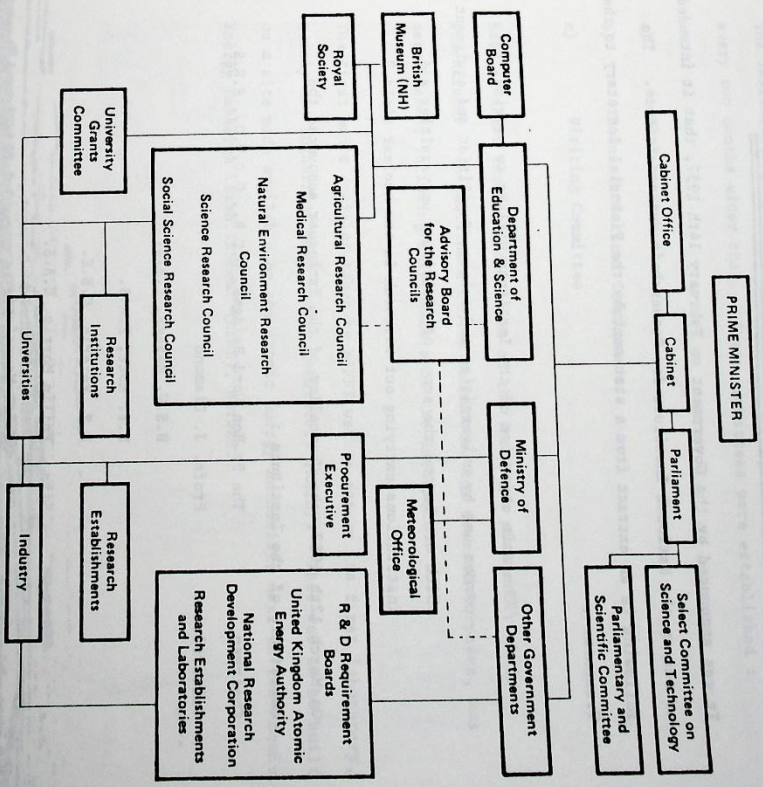 PRIME MINISTER
Cabinet Office
Cabinet
Parliament
Select Committee on
Science and Technology
Parliamentary and
Scientific Committee
Computer
Board
Department of
Education & Science
Ministry of
Defence
Other Government
Departments
British
Museum (NH)
Advisory Board
for the Research
Councils
Meteorological
Office
Royal
Society
Agricultural Research Council
Medical Research Council
Natural Environment Research
Council
Science Research Council
Social Science Research Council
Procurement
Executive
R & D Requirement
Boards
United Kingdom Atomic
Energy Authority
National Research
Development Corporation
Research Establishments
and Laboratories
University
Grants
Committee
Research
Institutions
Research
Establishments
Unversities
Industry